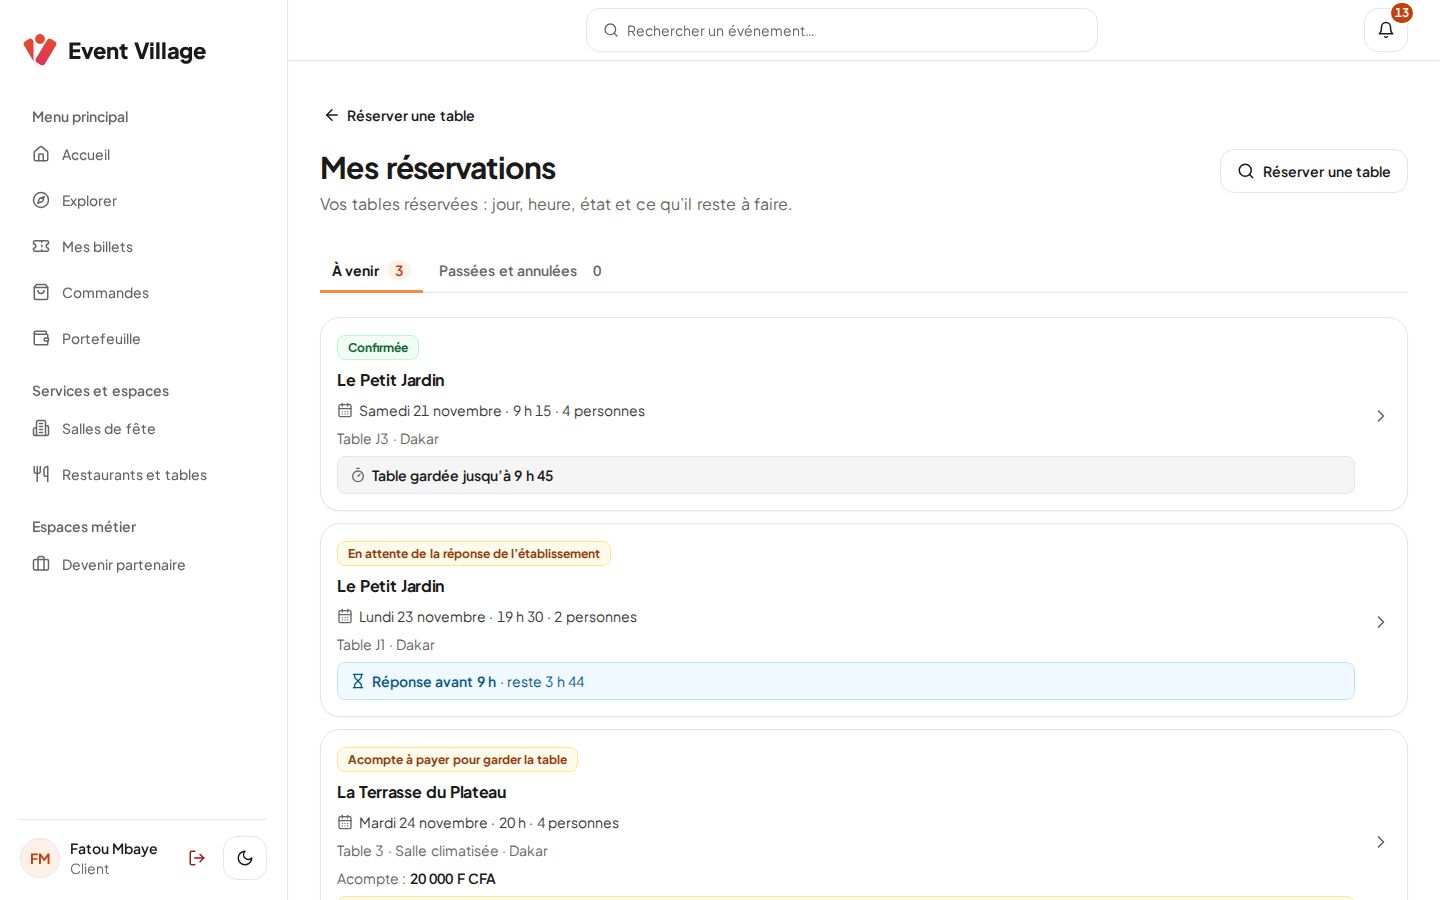 Event Village
Rechercher un événement…
13
Menu principal
Accueil
Explorer
Mes billets
Commandes
Portefeuille
Services et espaces
Salles de fête
Restaurants et tables
Espaces métier
Devenir partenaire
FM
Fatou Mbaye
Client
Réserver une table
Mes réservations
Réserver une table
Vos tables réservées : jour, heure, état et ce qu’il reste à faire.
À venir 3 Passées et annulées 0
Confirmée
Le Petit Jardin
Samedi 21 novembre · 9 h 15 · 4 personnes
Table J3 · Dakar
Table gardée jusqu’à 9 h 45
En attente de la réponse de l’établissement
Le Petit Jardin
Lundi 23 novembre · 19 h 30 · 2 personnes
Table J1 · Dakar
Réponse avant 9 h · reste 3 h 44
Acompte à payer pour garder la table
La Terrasse du Plateau
Mardi 24 novembre · 20 h · 4 personnes
Table 3 · Salle climatisée · Dakar
Acompte : 20 000 F CFA